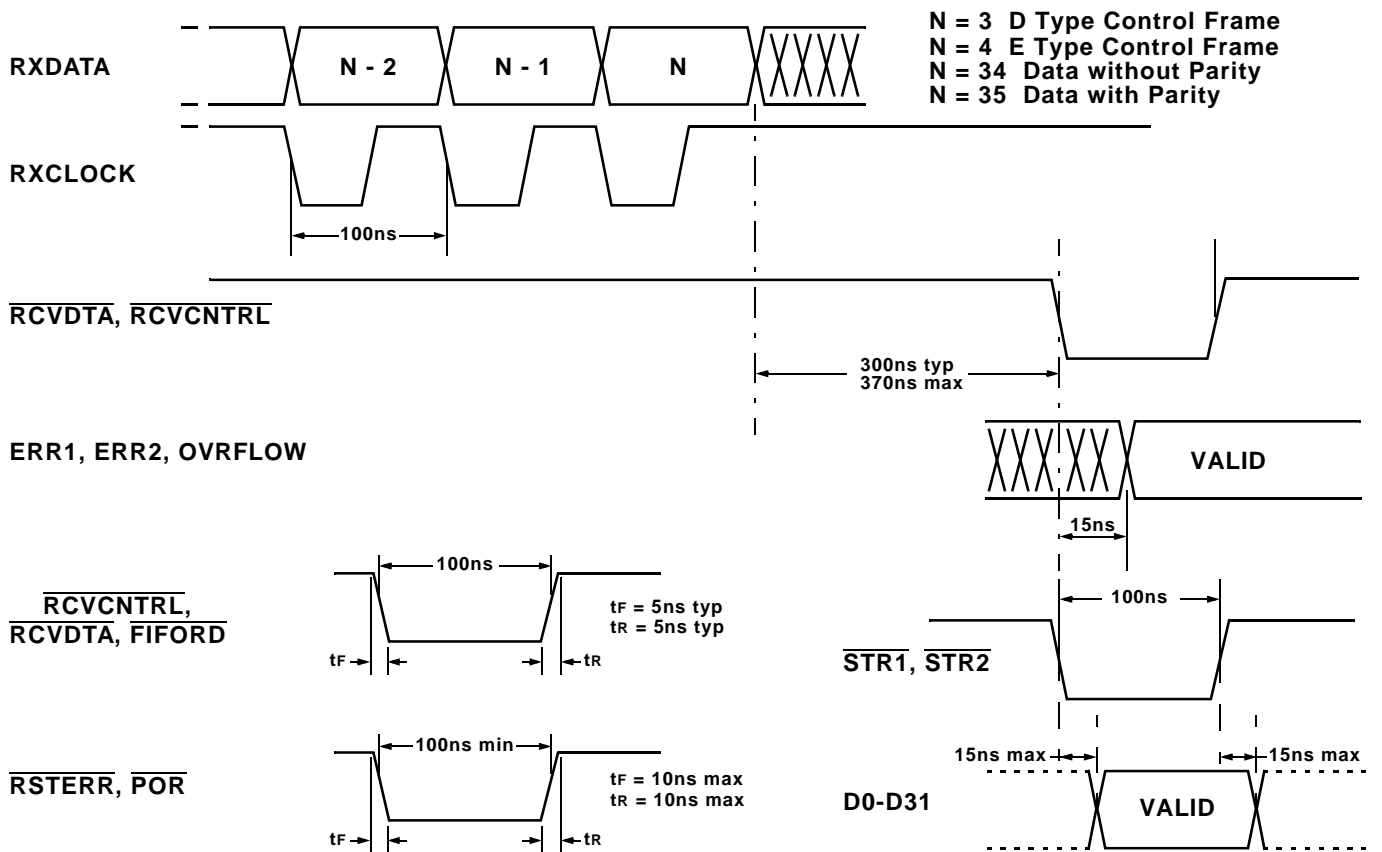 N = 3 D Type Control Frame
N = 4 E Type Control Frame
N = 34 Data without Parity
N = 35 Data with Parity
RXDATA
N - 2
N - 1
N
RXCLOCK
100ns
RCVDTA, RCVCNTRL
300ns typ
370ns max
ERR1, ERR2, OVRFLOW
VALID
15ns
RCVCNTRL,
RCVDTA, FIFORD
100ns
tF = 5ns typ
tR = 5ns typ
tF
tR
STR1, STR2
100ns
RSTERR, POR
100ns min
tF = 10ns max
tR = 10ns max
tF
tR
D0-D31
15ns max
15ns max
VALID